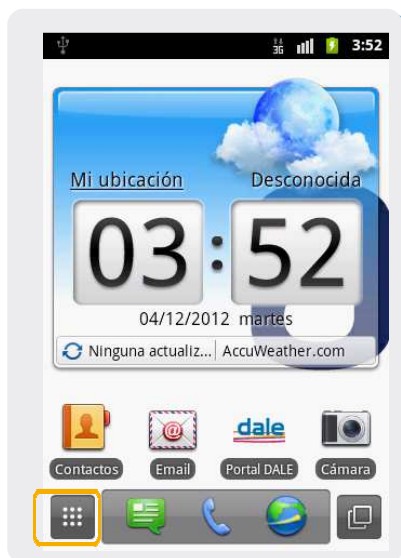 3G 3:52
Mi ubicación Desconocida
03:52
04/12/2012 martes
Ninguna actualiz... AccuWeather.com
dale
Contactos Email Portal DALE Cámara